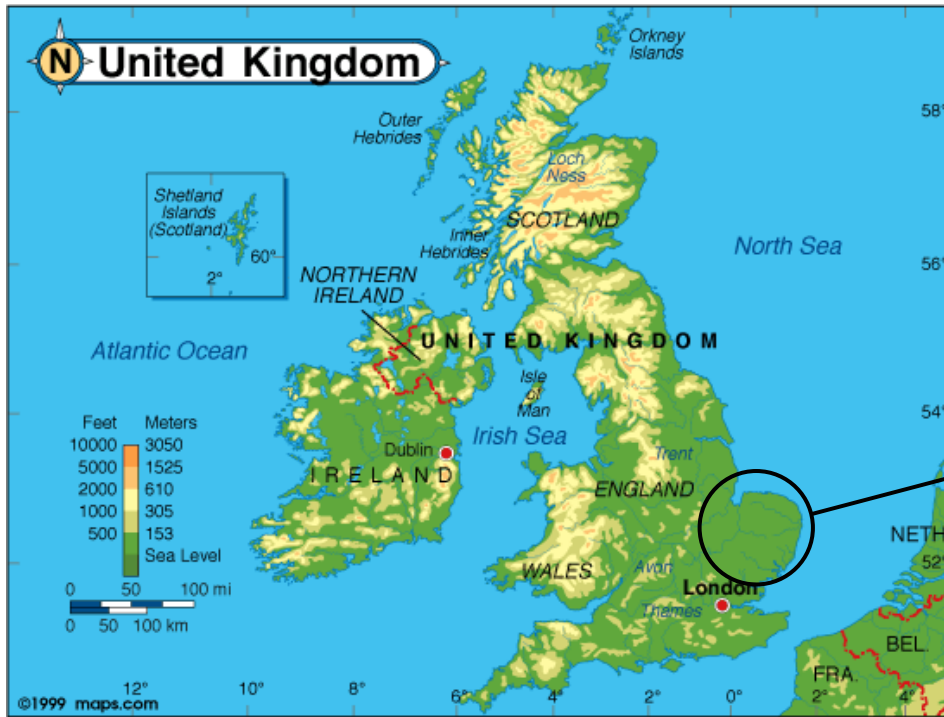 N United Kingdom
Orkney
Islands
58°
Outer
Hebrides
Loch
Ness
Shetland
Islands
(Scotland)
60°
2°
SCOTLAND
Inner
Hebrides
North Sea
56°
NORTHERN
IRELAND
UNITED KINGDOM
Atlantic Ocean
Isle
of
Man
54°
Feet Meters
10000 3050
5000 1525
2000 610
1000 305
500 153
Sea Level
Irish Sea
Dublin
IRELAND
Trent
ENGLAND
NETH
52°
WALES
Avon
London
Thames
0 50 100 mi
0 50 100 km
BEL.
FRA.
12° 10° 8° 6° 4° 2° 0° 2° 4°
©1999 maps.com